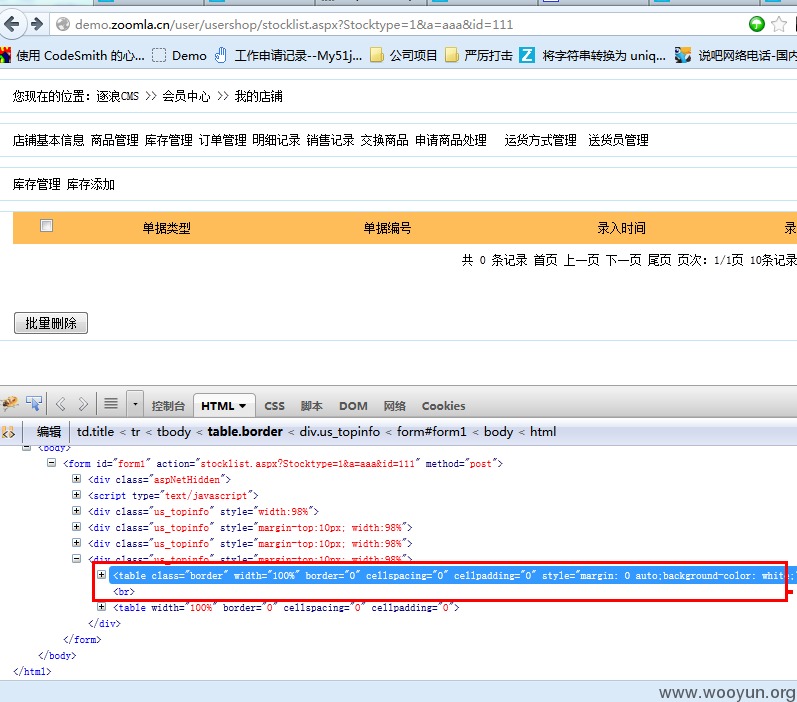 demo.zoomla.cn/user/usershop/stocklist.aspx?Stocktype=1&a=aaa&id=111
使用 CodeSmith 的心... Demo 工作申请记录--My51j... 公司项目 严厉打击 将字符串转换为 uniq... 说吧网络电话-国内
您现在的位置：逐浪CMS >> 会员中心 >> 我的店铺
店铺基本信息 商品管理 库存管理 订单管理 明细记录 销售记录 交换商品 申请商品处理 运货方式管理 送货员管理
库存管理 库存添加
单据类型 单据编号 录入时间 录
共 0 条记录 首页 上一页 下一页 尾页 页次：1/1页 10条记录
批量删除
控制台 HTML CSS 脚本 DOM 网络 Cookies
编辑 td.title < tr < tbody < table.border < div.us_topinfo < form#form1 < body < html
<body>
<form id="form1" action="stocklist.aspx?Stocktype=1&a=aaa&id=111" method="post">
<div class="aspNetHidden">
<script type="text/javascript">
<div class="us_topinfo" style="width:98%">
<div class="us_topinfo" style="margin-top:10px; width:98%">
<div class="us_topinfo" style="margin-top:10px; width:98%">
<div class="us_topinfo" style="margin-top:10px; width:98%">
<table class="border" width="100%" border="0" cellspacing="0" cellpadding="0" style="margin: 0 auto;background-color: white;
<br>
<table width="100%" border="0" cellspacing="0" cellpadding="0">
</div>
</form>
</body>
</html>
www.wooyun.org